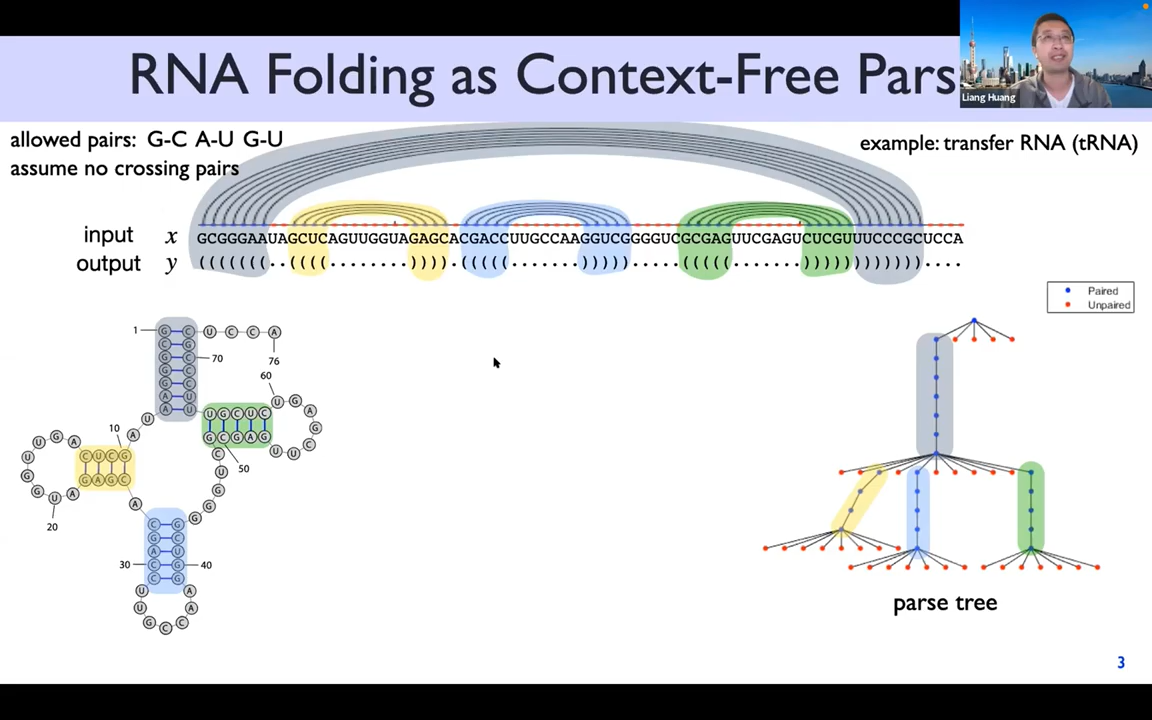 Liang Huang
RNA Folding as Context-Free Pars
allowed pairs: G-C A-U G-U
assume no crossing pairs
example: transfer RNA (tRNA)
input x GCGGGAAUAGCUCAGUUGGUAGAGCACGACCUUGCCAAGGUCGGGGUCGCGAGUUCGAGUCUCGUUUCCCGCUCCA
output y (((((((..((((........)))).(((((.......))))).....(((((.......))))))))))))....
Paired
Unpaired
1 G C U C C A
C G
G C 70 76
G C 60
G C
A U U G A
A U U G C U C
10 U G
A G C G A G C
U G A C U C G A U U
U C 50
G G A G C U
G A G
20 U A G
C G G
G C
A U
30 C G 40
C G
U A
U A
G C C
parse tree
3